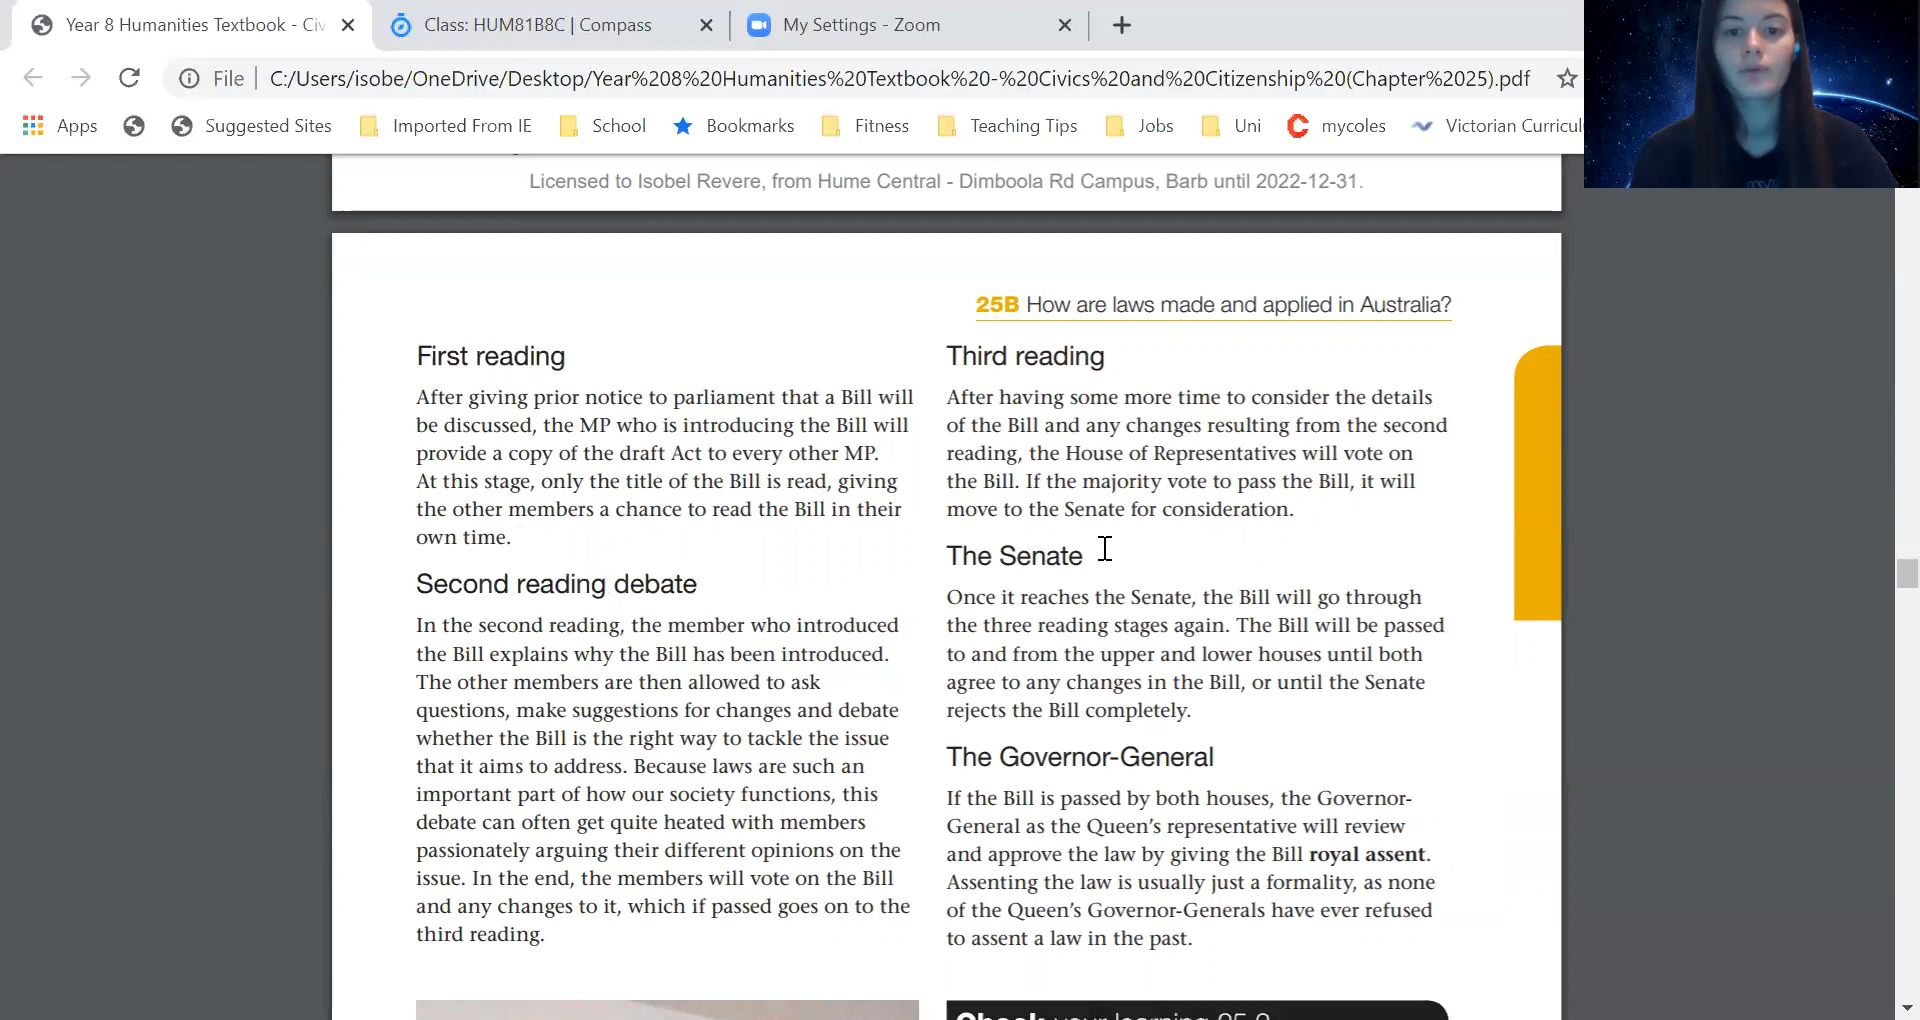 Year 8 Humanities Textbook - Civ
Class: HUM81B8C | Compass
My Settings - Zoom
File
C:/Users/isobe/OneDrive/Desktop/Year%208%20Humanities%20Textbook%20-%20Civics%20and%20Citizenship%20(Chapter%2025).pdf
Apps
Suggested Sites
Imported From IE
School
Bookmarks
Fitness
Teaching Tips
Jobs
Uni
mycoles
Victorian Curricul
Licensed to Isobel Revere, from Hume Central - Dimboola Rd Campus, Barb until 2022-12-31.
25B How are laws made and applied in Australia?
First reading
After giving prior notice to parliament that a Bill will
be discussed, the MP who is introducing the Bill will
provide a copy of the draft Act to every other MP.
At this stage, only the title of the Bill is read, giving
the other members a chance to read the Bill in their
own time.
Second reading debate
In the second reading, the member who introduced
the Bill explains why the Bill has been introduced.
The other members are then allowed to ask
questions, make suggestions for changes and debate
whether the Bill is the right way to tackle the issue
that it aims to address. Because laws are such an
important part of how our society functions, this
debate can often get quite heated with members
passionately arguing their different opinions on the
issue. In the end, the members will vote on the Bill
and any changes to it, which if passed goes on to the
third reading.
Third reading
After having some more time to consider the details
of the Bill and any changes resulting from the second
reading, the House of Representatives will vote on
the Bill. If the majority vote to pass the Bill, it will
move to the Senate for consideration.
The Senate
Once it reaches the Senate, the Bill will go through
the three reading stages again. The Bill will be passed
to and from the upper and lower houses until both
agree to any changes in the Bill, or until the Senate
rejects the Bill completely.
The Governor-General
If the Bill is passed by both houses, the Governor-
General as the Queen's representative will review
and approve the law by giving the Bill royal assent.
Assenting the law is usually just a formality, as none
of the Queen's Governor-Generals have ever refused
to assent a law in the past.
Check your learning 25.2